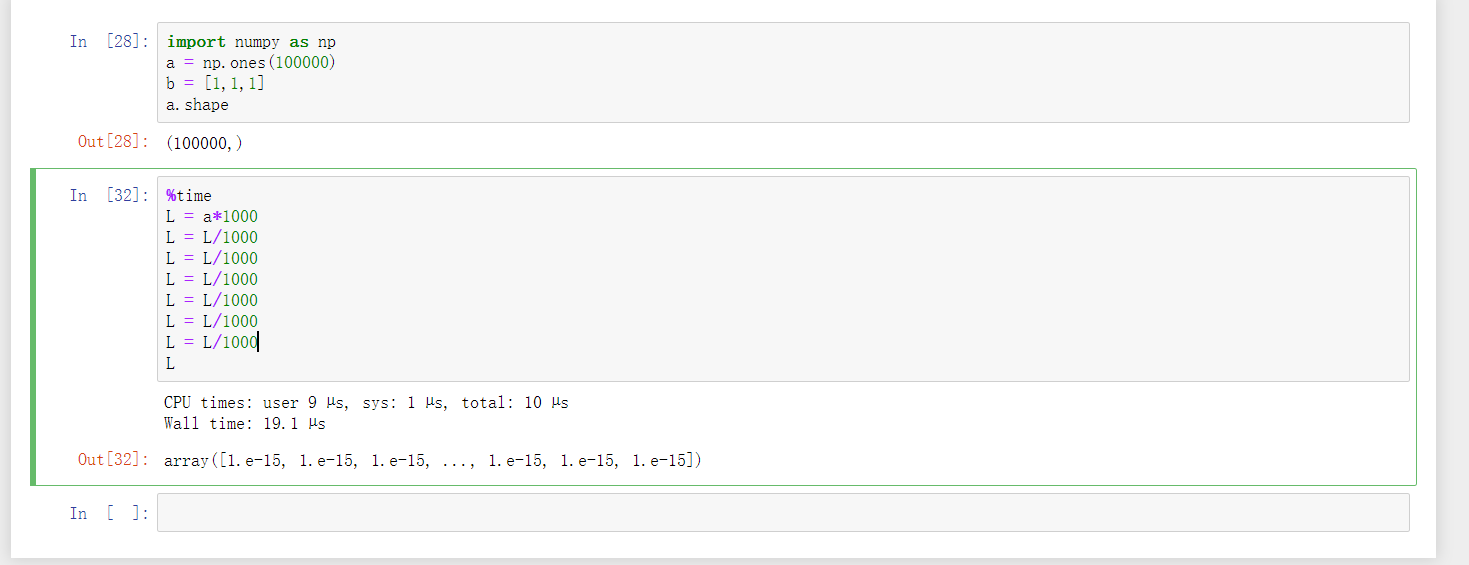 In [28]: import numpy as np
a = np.ones(100000)
b = [1,1,1]
a.shape
Out[28]: (100000,)
In [32]: %time
L = a*1000
L = L/1000
L = L/1000
L = L/1000
L = L/1000
L = L/1000
L = L/1000
L
CPU times: user 9 µs, sys: 1 µs, total: 10 µs
Wall time: 19.1 µs
Out[32]: array([1.e-15, 1.e-15, 1.e-15, ..., 1.e-15, 1.e-15, 1.e-15])
In [ ]: